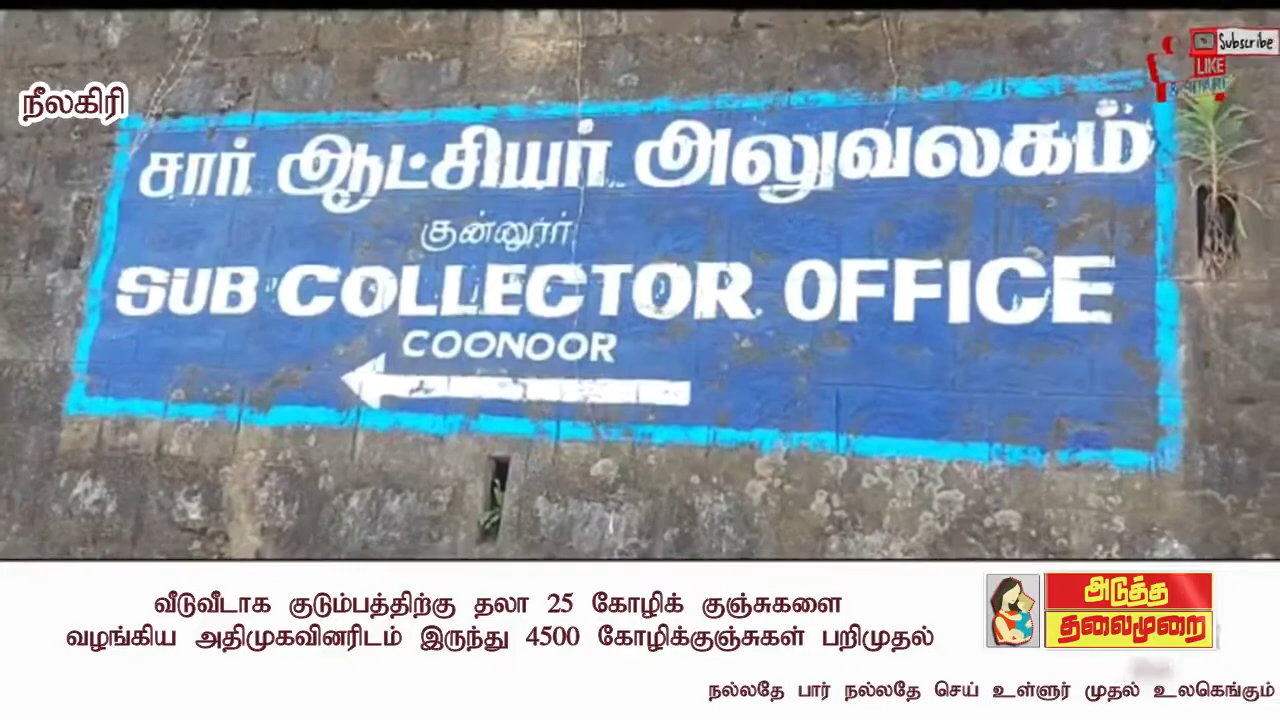 Subscribe
LIKE
நீலகிரி
சார் ஆட்சியர் அலுவலகம்
குன்னூர்
SUB COLLECTOR OFFICE
COONOOR
வீடுவீடாக குடும்பத்திற்கு தலா 25 கோழிக் குஞ்சுகளை
வழங்கிய அதிமுகவினரிடம் இருந்து 4500 கோழிக்குஞ்சுகள் பறிமுதல்
அடுத்த
தலைமுறை
நல்லதே பார் நல்லதே செய் உள்ளுர் முதல் உலகெங்கும்